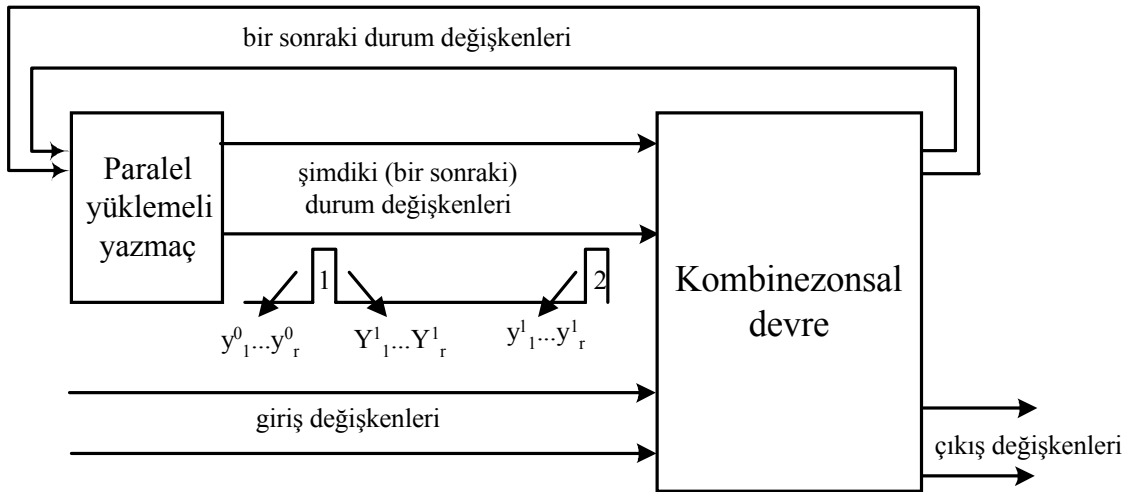 bir sonraki durum değişkenleri
Paralel
yüklemeli
yazmaç
şimdiki (bir sonraki)
durum değişkenleri
1
2
y⁰₁...y⁰ᵣ
Y¹₁...Y¹ᵣ
y¹₁...y¹ᵣ
Kombinezonsal
devre
giriş değişkenleri
çıkış değişkenleri